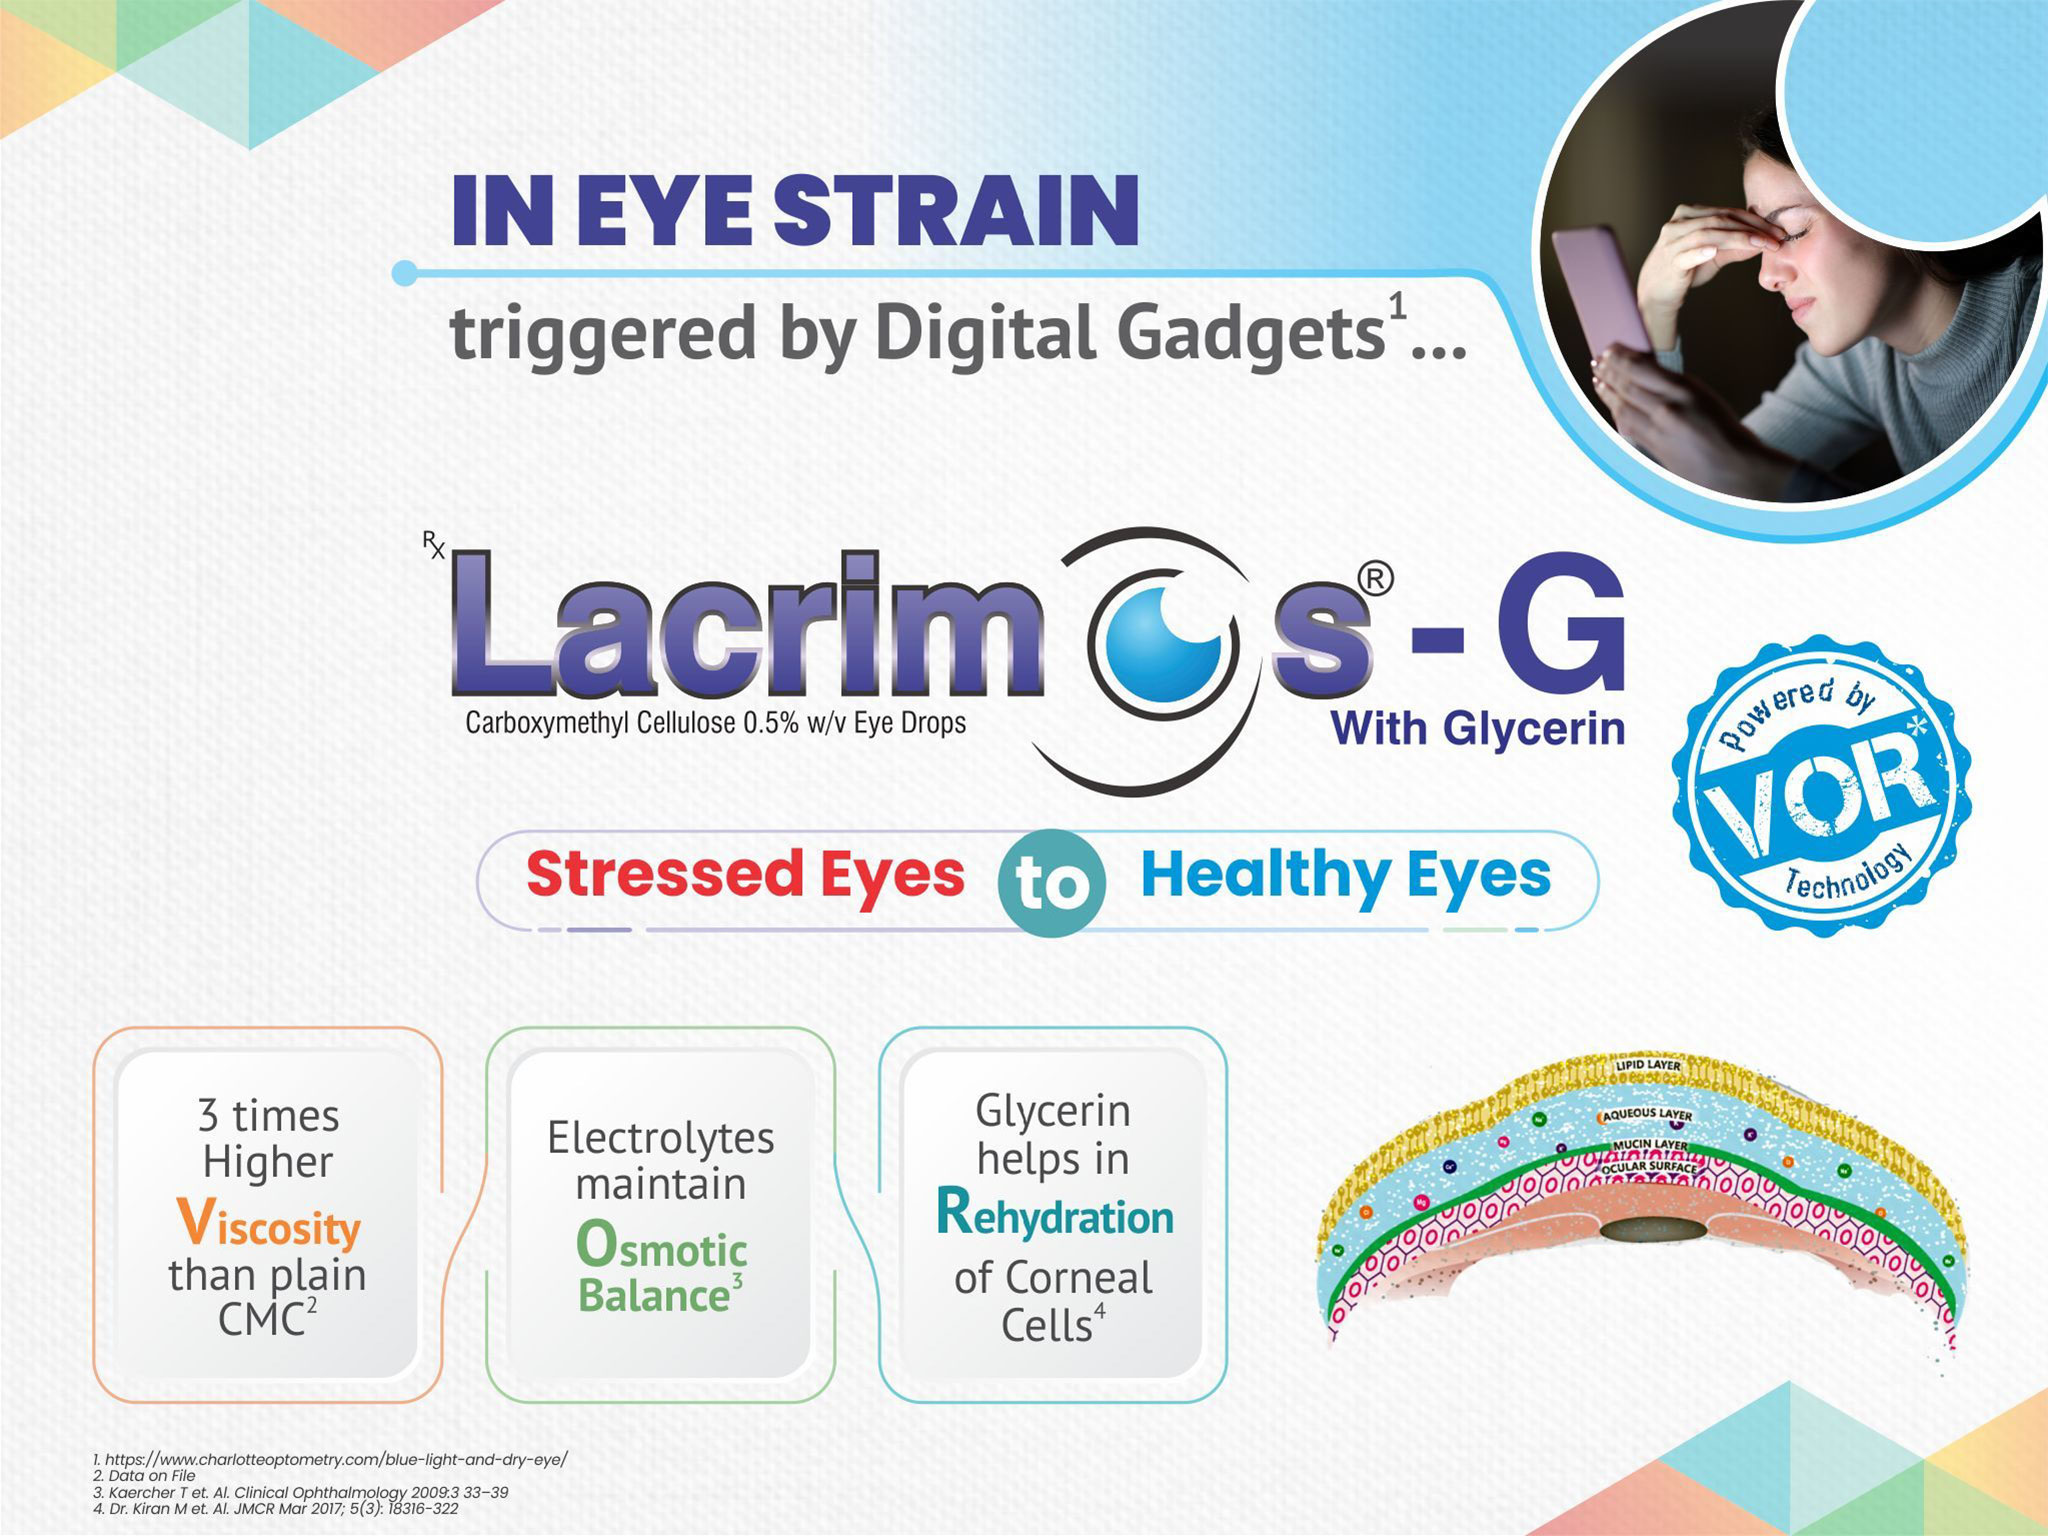 IN EYE STRAIN
triggered by Digital Gadgets¹...
Rx
Lacrimos®-G
Carboxymethyl Cellulose 0.5% w/v Eye Drops
With Glycerin
Powered by
VOR*
Technology
Stressed Eyes to Healthy Eyes
3 times
Higher
Viscosity
than plain
CMC²
Electrolytes
maintain
Osmotic
Balance³
Glycerin
helps in
Rehydration
of Corneal
Cells⁴
LIPID LAYER
AQUEOUS LAYER
MUCIN LAYER
OCULAR SURFACE
1. https://www.charlotteoptometry.com/blue-light-and-dry-eye/
2. Data on File
3. Kaercher T et. Al. Clinical Ophthalmology 2009:3 33–39
4. Dr. Kiran M et. Al. JMCR Mar 2017; 5(3): 18316-322